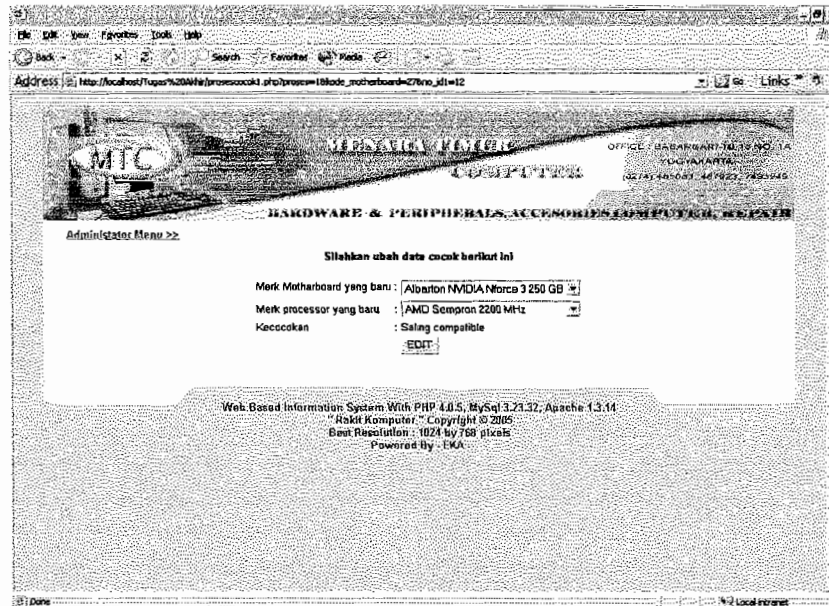 File Edit View Favorites Tools Help
Back Search Favorites Media
Address http://localhost/Tugas%20Akhir/prosescocok1.php?proses=1&kode_motherboard=27&no_id1=12 Go Links
MTC
MENARA TIMUR
COMPUTER
OFFICE : BABARSARI TB 13 NO. 1A
YOGYAKARTA
HARDWARE & PERIPHERALS, ACCESORIES COMPUTER, REPAIR
Administator Menu >>
Silahkan ubah data cocok berikut ini
Merk Motharboard yang baru : Albarton NVIDIA Nforce 3 250 GB
Merk processor yang baru : AMD Sempron 2200 MHz
Kecocokan : Saling compatible
EDIT
Web Based Information System With PHP 4.0.5, MySql 3.23.32, Apache 1.3.14
" Rakit Komputer " Copyright © 2005
Best Resolution : 1024 by 768 pixels
Powered By : EKA
Done Local intranet